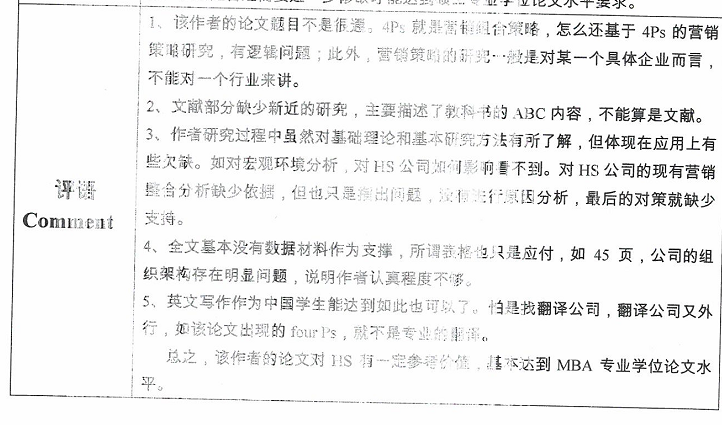 业学位论文水平要求。
1、该作者的论文题目不是很通。4Ps 就是营销组合策略，怎么还基于 4Ps 的营销
策略研究，有逻辑问题；此外，营销策略的研究一般是对某一个具体企业而言，
不能对一个行业来讲。
2、文献部分缺少新近的研究，主要描述了教科书的 ABC 内容，不能算是文献。
3、作者研究过程中虽然对基础理论和基本研究方法有所了解，但体现在应用上有
些欠缺。如对宏观环境分析，对 HS 公司如何影响看不到。对 HS 公司的现有营销
整合分析缺少依据，但也只是摆出问题，没有进行原因分析，最后的对策就缺少
支持。
评语
Comment
4、全文基本没有数据材料作为支撑，所谓表格也只是应付，如 45 页，公司的组
织架构存在明显问题，说明作者认真程度不够。
5、英文写作作为中国学生能达到如此也可以了。怕是找翻译公司，翻译公司又外
行，如该论文出现的 four Ps，就不是专业的翻译。
总之，该作者的论文对 HS 有一定参考价值，基本达到 MBA 专业学位论文水
平。